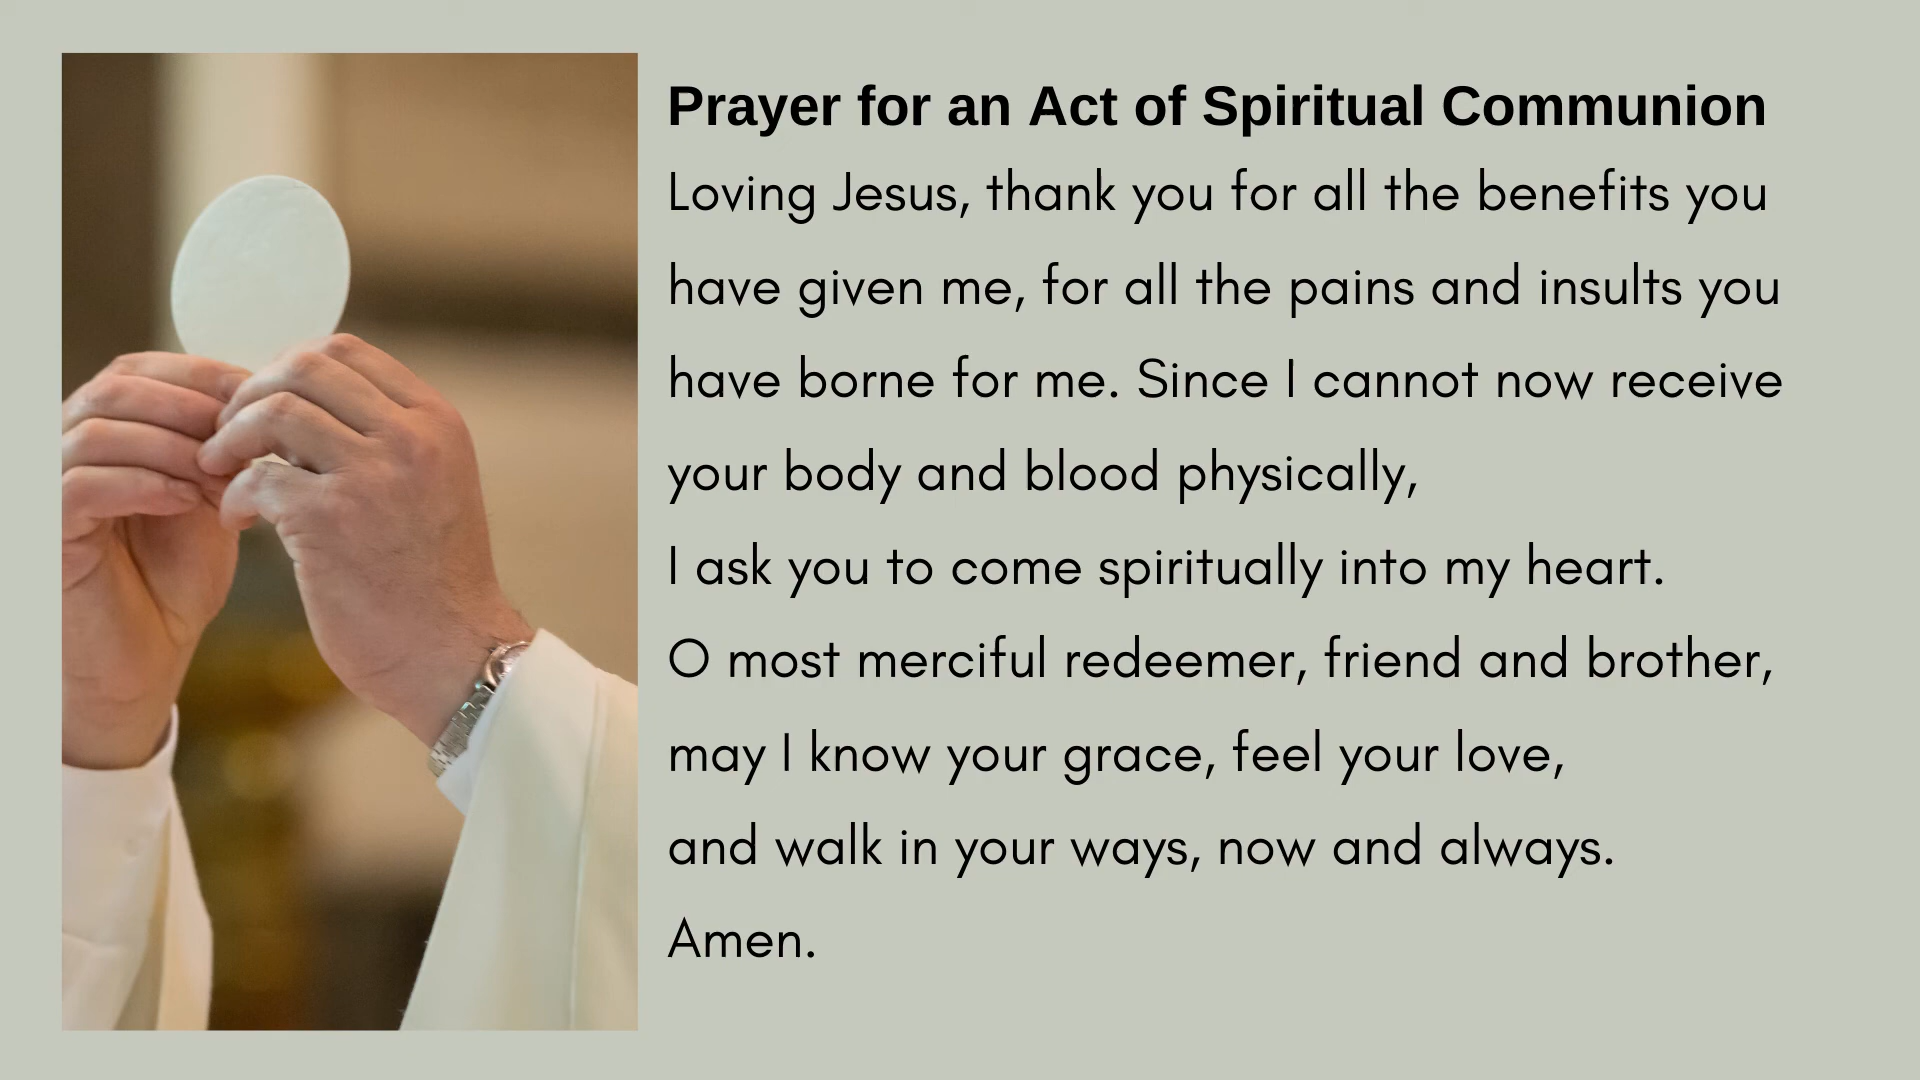 Prayer for an Act of Spiritual Communion
Loving Jesus, thank you for all the benefits you
have given me, for all the pains and insults you
have borne for me. Since I cannot now receive
your body and blood physically,
I ask you to come spiritually into my heart.
O most merciful redeemer, friend and brother,
may I know your grace, feel your love,
and walk in your ways, now and always.
Amen.